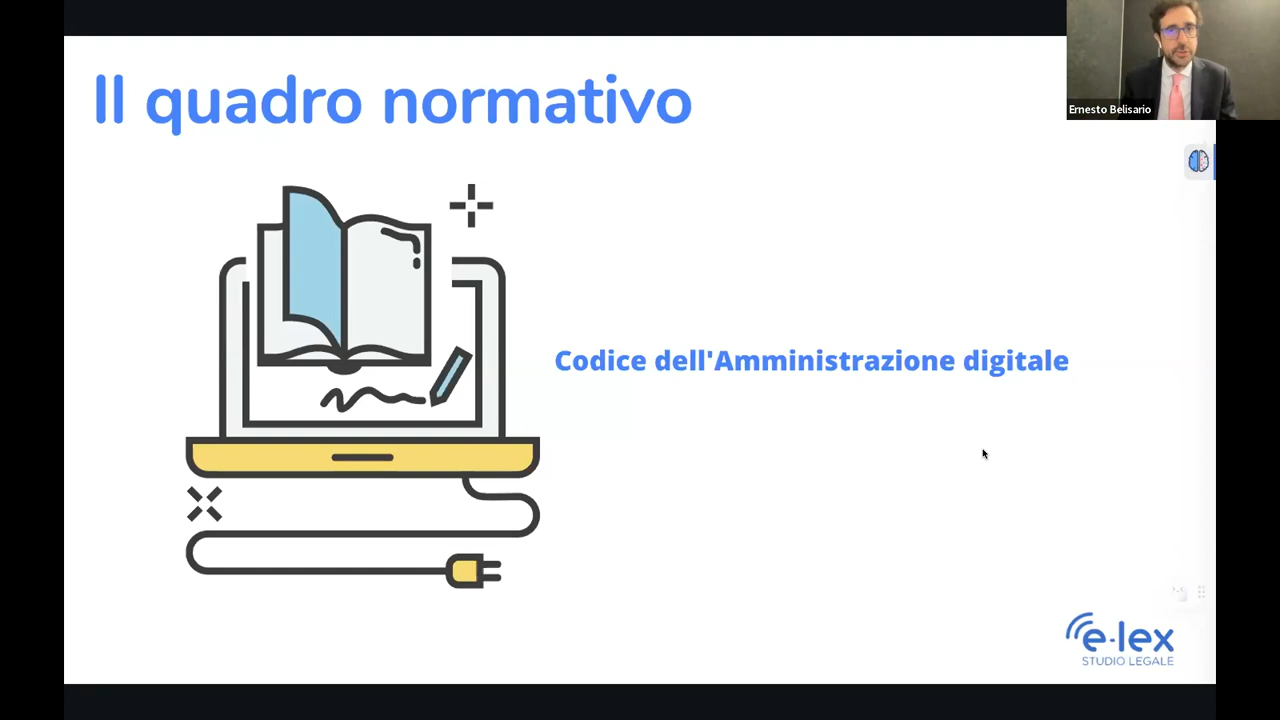 Il quadro normativo
Ernesto Belisario
Codice dell'Amministrazione digitale
e-lex
STUDIO LEGALE